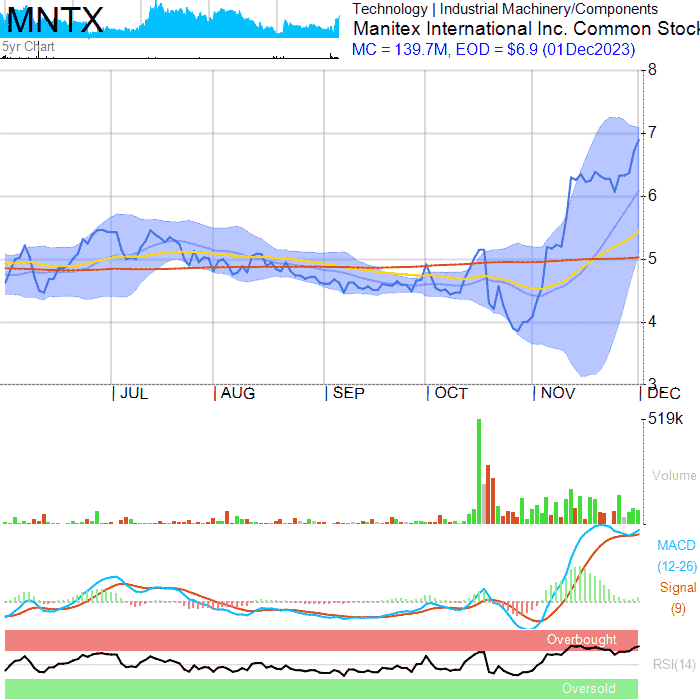 MNTX
5yr Chart
Technology | Industrial Machinery/Components
Manitex International Inc. Common Stock
MC = 139.7M, EOD = $6.9 (01Dec2023)
8
7
6
5
4
3
| JUL | AUG | SEP | OCT | NOV | DEC
519k
Volume
MACD
(12-26)
Signal
(9)
Overbought
RSI(14)
Oversold